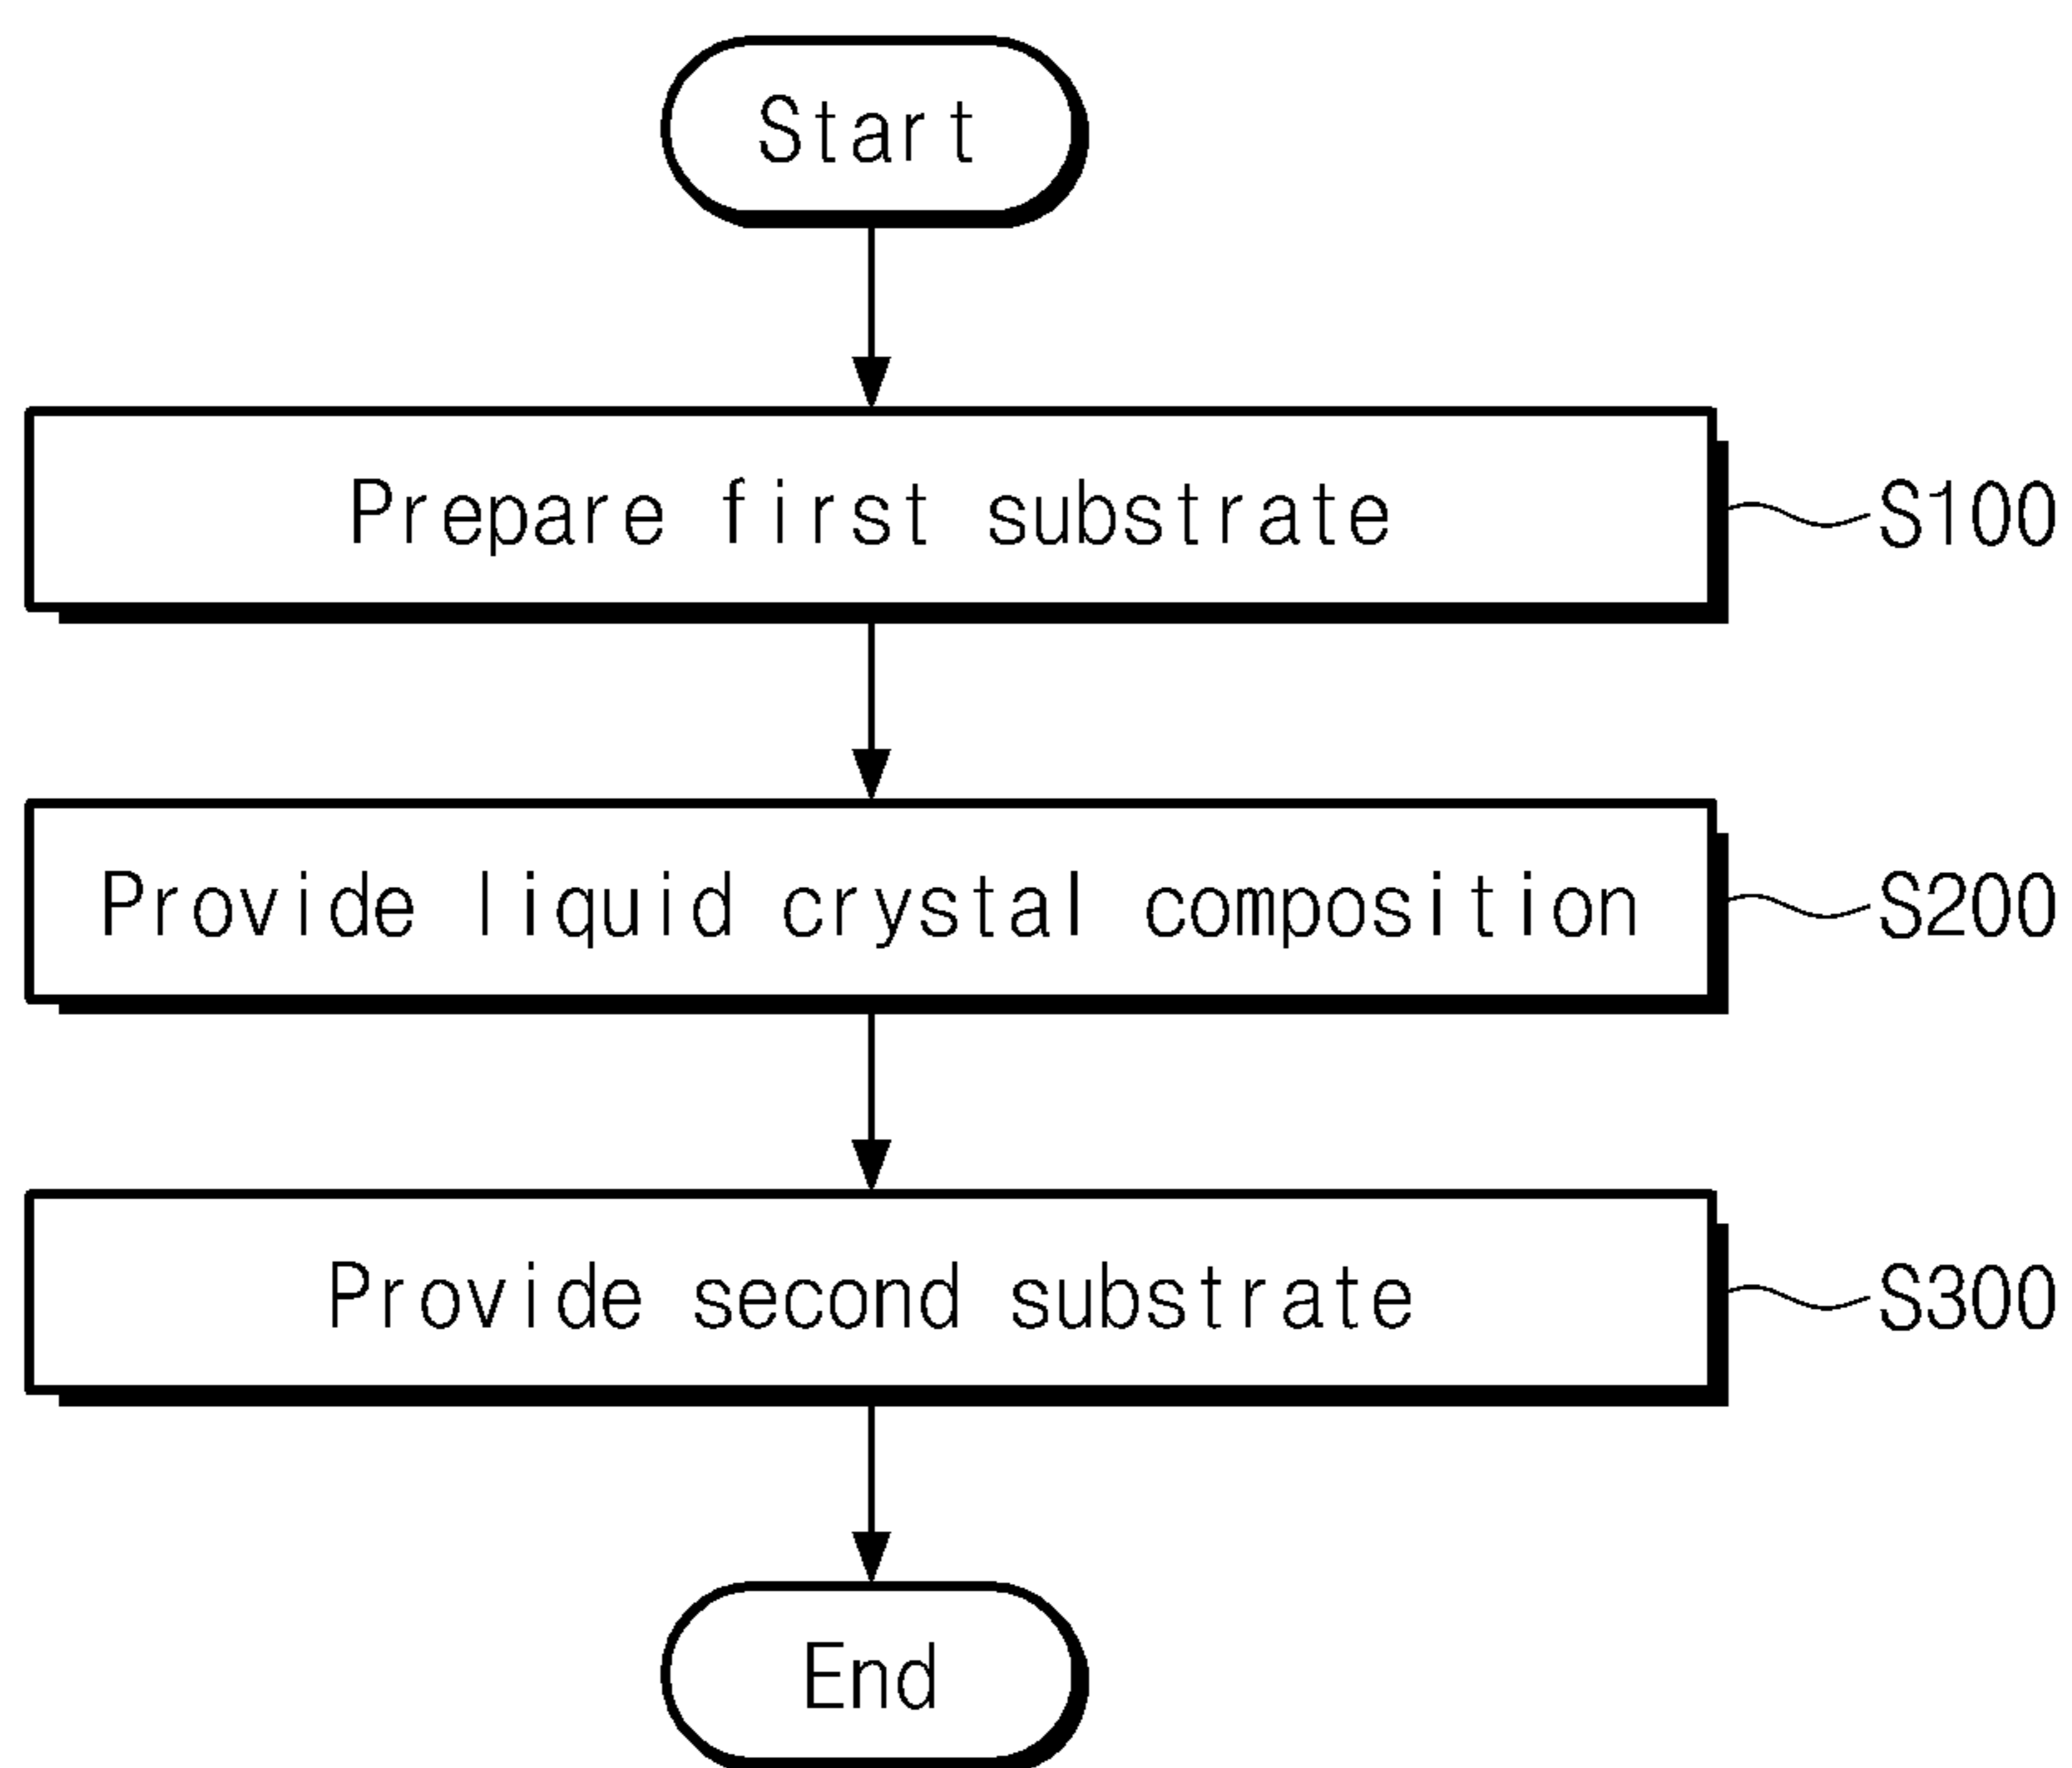 Start
Prepare first substrate S100
Provide liquid crystal composition S200
Provide second substrate S300
End